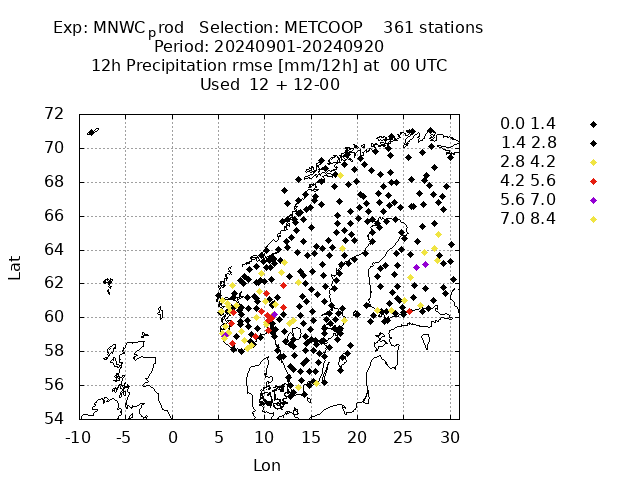 Exp: MNWCprod Selection: METCOOP 361 stations
Period: 20240901-20240920
12h Precipitation rmse [mm/12h] at 00 UTC
Used 12 + 12-00
0.0 1.4
1.4 2.8
2.8 4.2
4.2 5.6
5.6 7.0
7.0 8.4
72
70
68
66
64
62
60
58
56
54
Lat
-10 -5 0 5 10 15 20 25 30
Lon